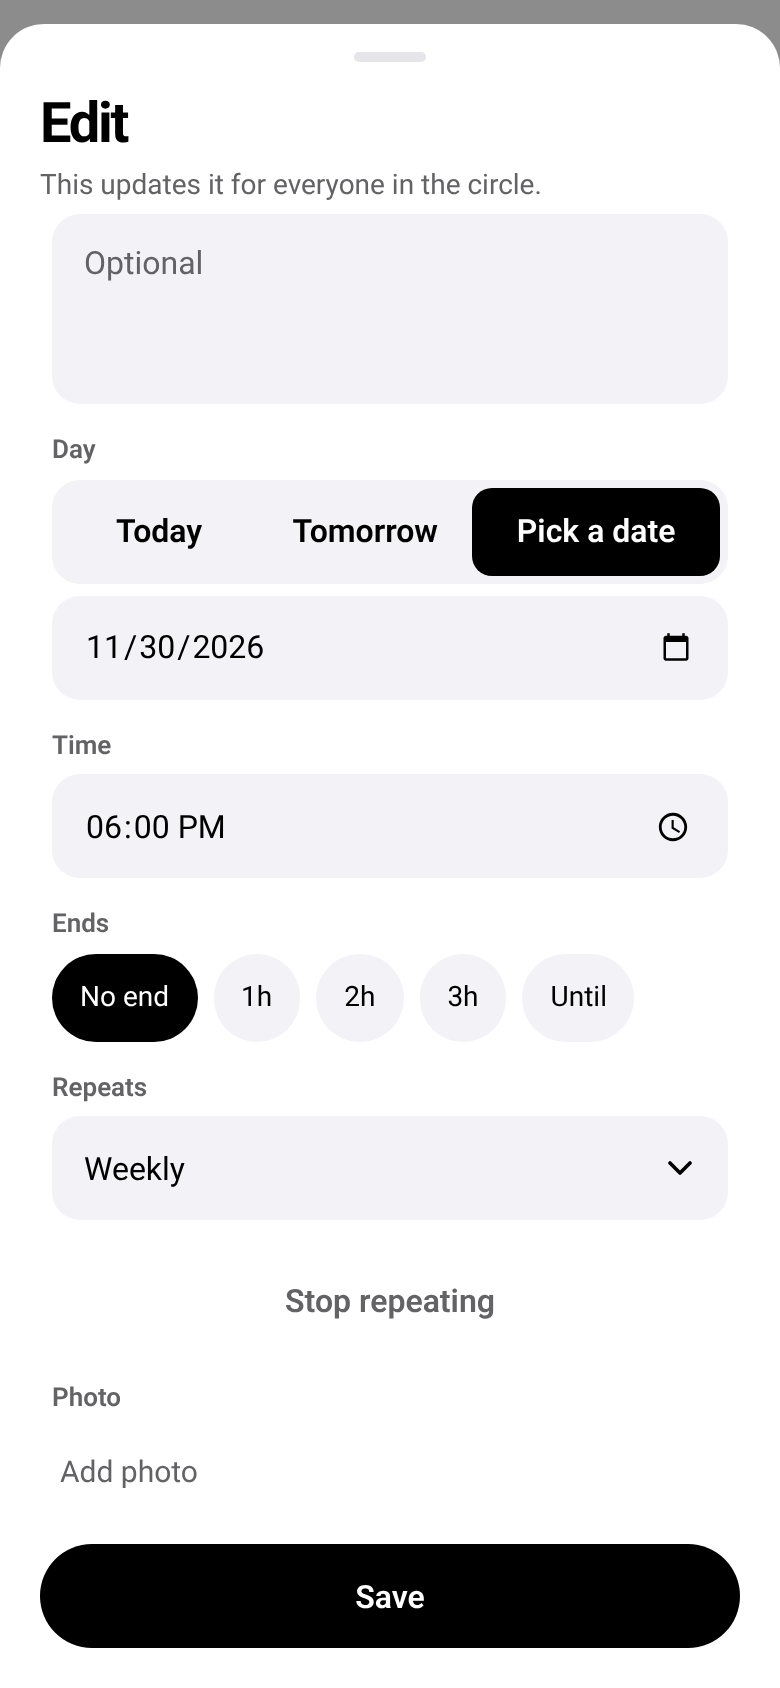 Edit
This updates it for everyone in the circle.
Optional
Day
Today Tomorrow Pick a date
11/30/2026
Time
06:00 PM
Ends
No end 1h 2h 3h Until
Repeats
Weekly
Stop repeating
Photo
Add photo
Save